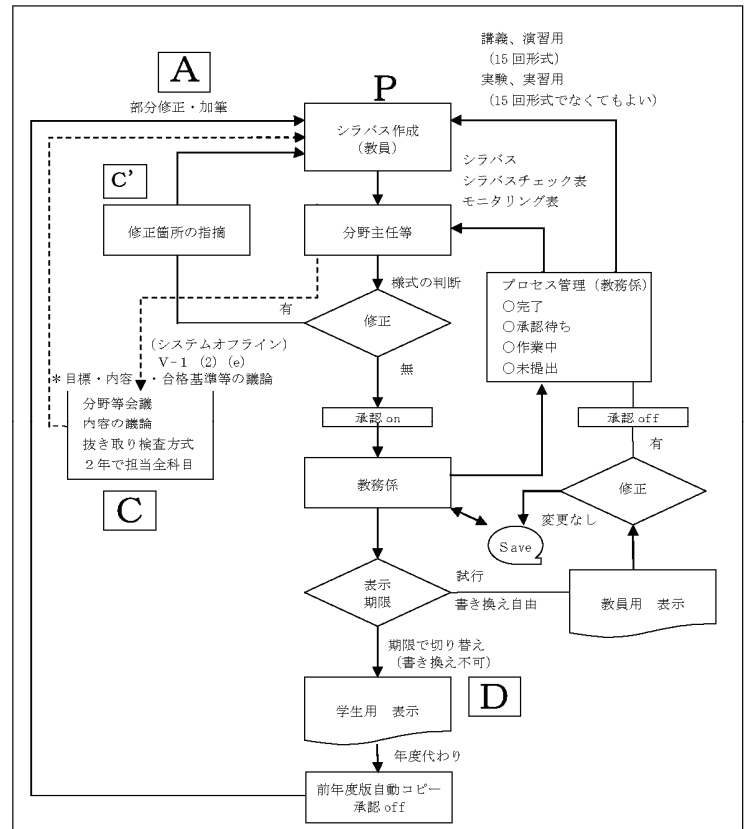 講義、演習用
(15回形式)
実験、実習用
(15回形式でなくてもよい)
A
P
部分修正・加筆
シラバス作成
(教員)
シラバス
シラバスチェック表
モニタリング表
C'
修正箇所の指摘
分野主任等
様式の判断
プロセス管理(教務係)
○完了
○承認待ち
○作業中
○未提出
有
修正
(システムオフライン)
V-1 (2) (e)
無
*目標・内容 ・合格基準等の議論
分野等会議
内容の議論
抜き取り検査方式
2年で担当全科目
承認on
承認off
有
C
教務係
修正
変更なし
Save
表示
期限
試行
書き換え自由
教員用 表示
期限で切り替え
(書き換え不可)
D
学生用 表示
年度代わり
前年度版自動コピー
承認off